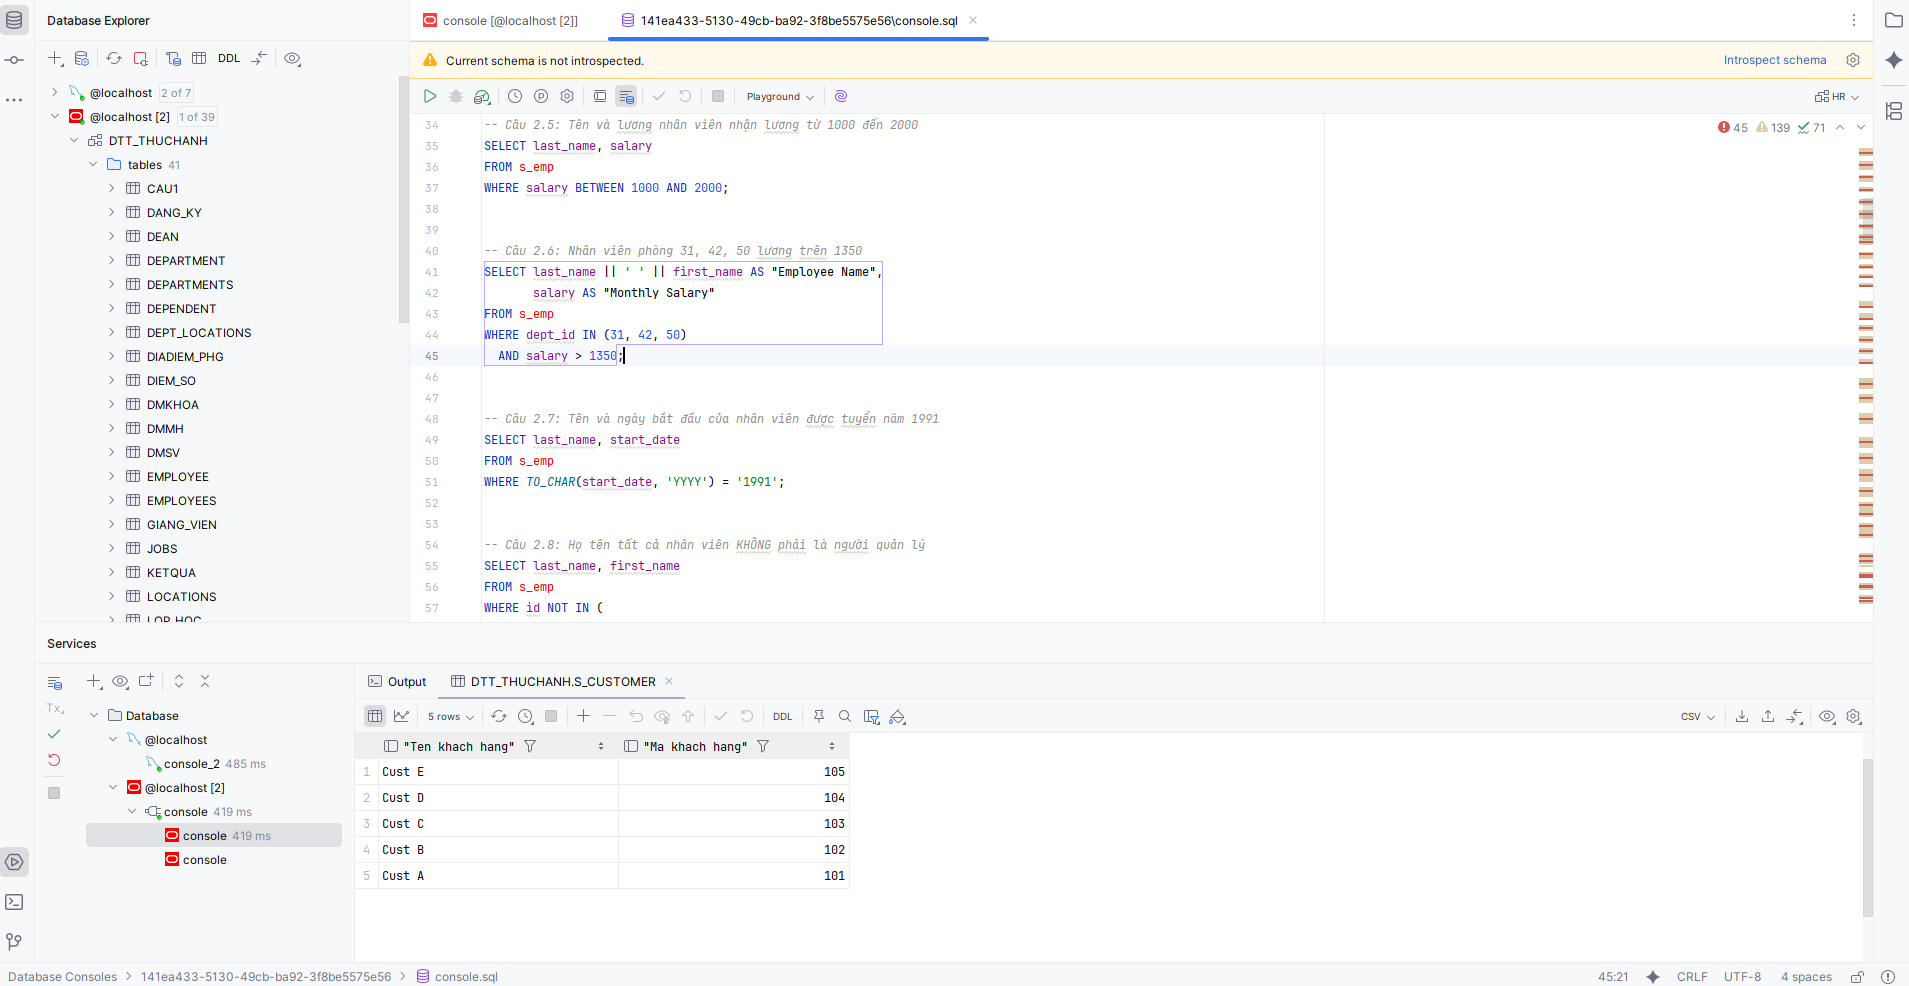 Database Explorer
console [@localhost [2]]
141ea433-5130-49cb-ba92-3f8be5575e56\console.sql
DDL
Current schema is not introspected.
Introspect schema
Playground
HR
@localhost 2 of 7
@localhost [2] 1 of 39
DTT_THUCHANH
tables 41
CAU1
DANG_KY
DEAN
DEPARTMENT
DEPARTMENTS
DEPENDENT
DEPT_LOCATIONS
DIADIEM_PHG
DIEM_SO
DMKHOA
DMMH
DMSV
EMPLOYEE
EMPLOYEES
GIANG_VIEN
JOBS
KETQUA
LOCATIONS
LOP_HOC
45 139 71
34 -- Câu 2.5: Tên và lương nhân viên nhận lương từ 1000 đến 2000
35 SELECT last_name, salary
36 FROM s_emp
37 WHERE salary BETWEEN 1000 AND 2000;
38
39
40 -- Câu 2.6: Nhân viên phòng 31, 42, 50 lương trên 1350
41 SELECT last_name || ' ' || first_name AS "Employee Name",
42 salary AS "Monthly Salary"
43 FROM s_emp
44 WHERE dept_id IN (31, 42, 50)
45 AND salary > 1350;
46
47
48 -- Câu 2.7: Tên và ngày bắt đầu của nhân viên được tuyển năm 1991
49 SELECT last_name, start_date
50 FROM s_emp
51 WHERE TO_CHAR(start_date, 'YYYY') = '1991';
52
53
54 -- Câu 2.8: Họ tên tất cả nhân viên KHÔNG phải là người quản lý
55 SELECT last_name, first_name
56 FROM s_emp
57 WHERE id NOT IN (
Services
Tx
Database
@localhost
console_2 485 ms
@localhost [2]
console 419 ms
console 419 ms
console
Output
DTT_THUCHANH.S_CUSTOMER
5 rows
DDL
CSV
"Ten khach hang" "Ma khach hang"
1 Cust E 105
2 Cust D 104
3 Cust C 103
4 Cust B 102
5 Cust A 101
Database Consoles > 141ea433-5130-49cb-ba92-3f8be5575e56 > console.sql
45:21 CRLF UTF-8 4 spaces